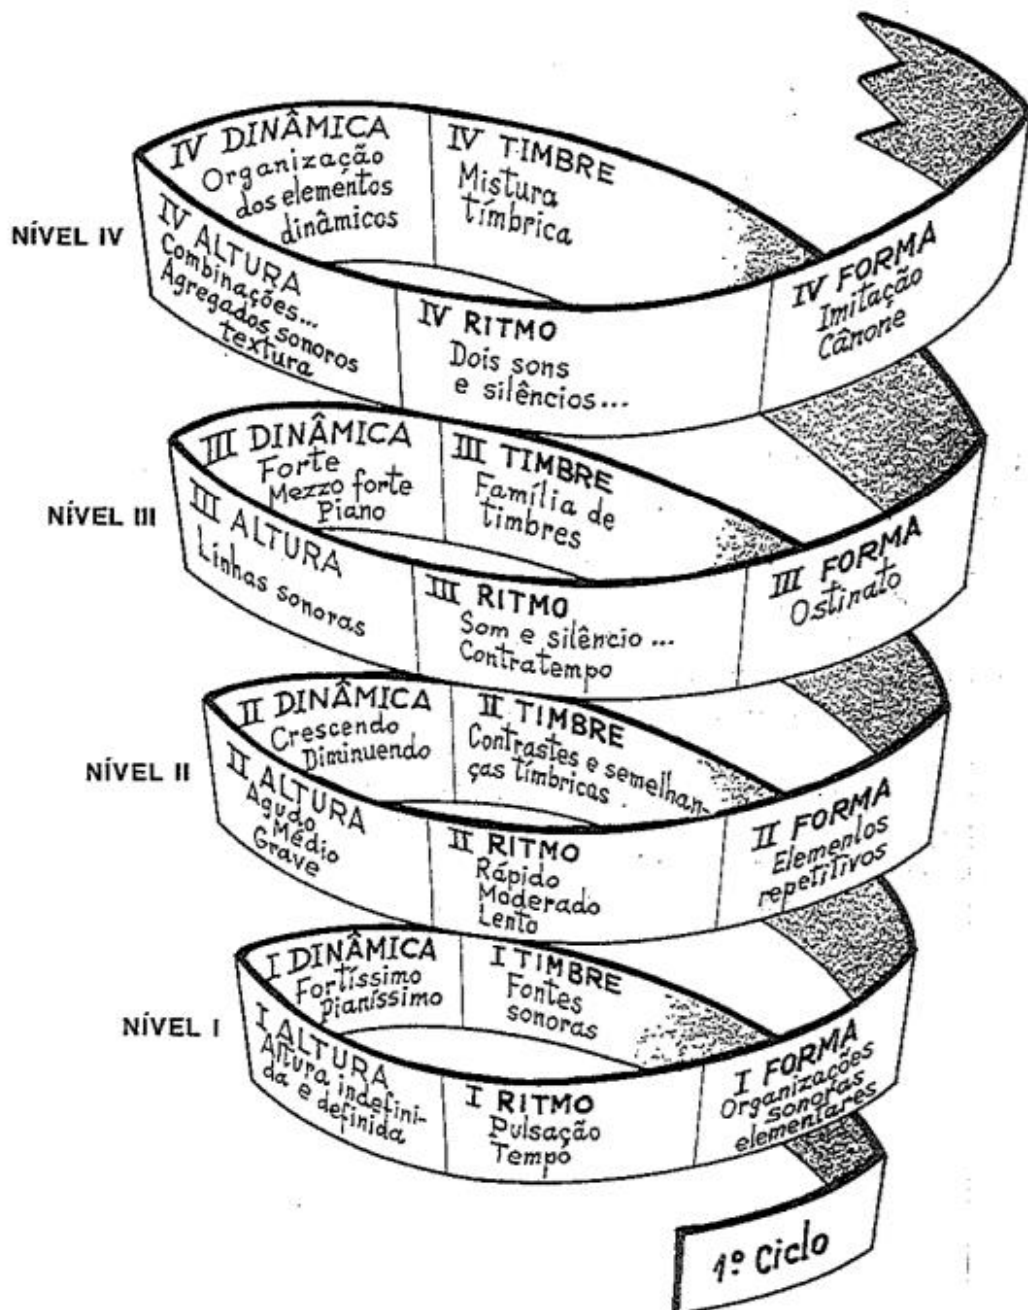 NÍVEL IV
IV DINÂMICA
Organização
dos elementos
dinâmicos
IV TIMBRE
Mistura
tímbrica
IV ALTURA
Combinações...
Agregados sonoros
textura
IV RITMO
Dois sons
e silêncios...
IV FORMA
Imitação
Cânone
NÍVEL III
III DINÂMICA
Forte
Mezzo forte
Piano
III TIMBRE
Família de
timbres
III ALTURA
Linhas sonoras
III RITMO
Som e silêncio...
Contratempo
III FORMA
Ostinato
NÍVEL II
II DINÂMICA
Crescendo
Diminuendo
II TIMBRE
Contrastes e semelhan-
ças tímbricas
II ALTURA
Agudo
Médio
Grave
II RITMO
Rápido
Moderado
Lento
II FORMA
Elementos
repetitivos
NÍVEL I
I DINÂMICA
Fortíssimo
Pianíssimo
I TIMBRE
Fontes
sonoras
I ALTURA
Altura indefini-
da e definida
I RITMO
Pulsação
Tempo
I FORMA
Organizações
sonoras
elementares
1º Ciclo